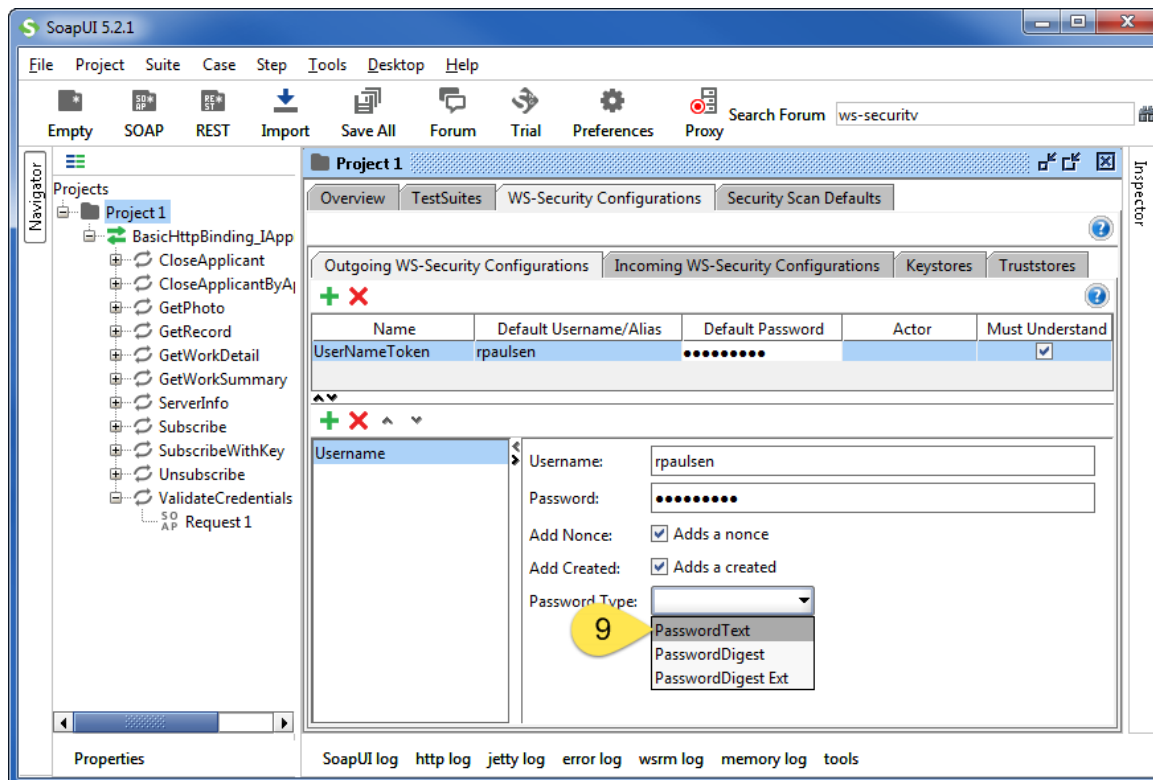 SoapUI 5.2.1
File Project Suite Case Step Tools Desktop Help
Empty SOAP REST Import Save All Forum Trial Preferences Proxy Search Forum ws-security
Navigator
Projects
Project 1
BasicHttpBinding_IApp
CloseApplicant
CloseApplicantByA
GetPhoto
GetRecord
GetWorkDetail
GetWorkSummary
ServerInfo
Subscribe
SubscribeWithKey
Unsubscribe
ValidateCredentials
SO
AP Request 1
Project 1
Overview TestSuites WS-Security Configurations Security Scan Defaults
Outgoing WS-Security Configurations Incoming WS-Security Configurations Keystores Truststores
Name Default Username/Alias Default Password Actor Must Understand
UserNameToken rpaulsen •••••••••
Username
Username: rpaulsen
Password: •••••••••
Add Nonce: Adds a nonce
Add Created: Adds a created
Password Type:
9
PasswordText
PasswordDigest
PasswordDigest Ext
Inspector
Properties
SoapUI log http log jetty log error log wsrm log memory log tools